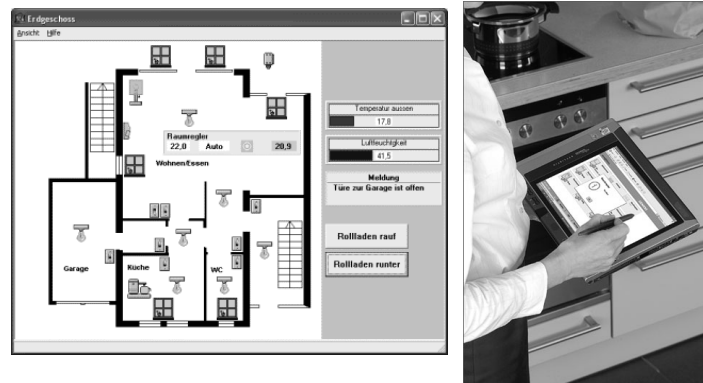 Erdgeschoss
Ansicht Hilfe
Temperatur aussen
17,8
Luftfeuchtigkeit
41,5
Meldung
Türe zur Garage ist offen
Rollladen rauf
Rollladen runter
Raumregler
22,0 Auto 20,9
Wohnen/Essen
Garage
Küche
WC